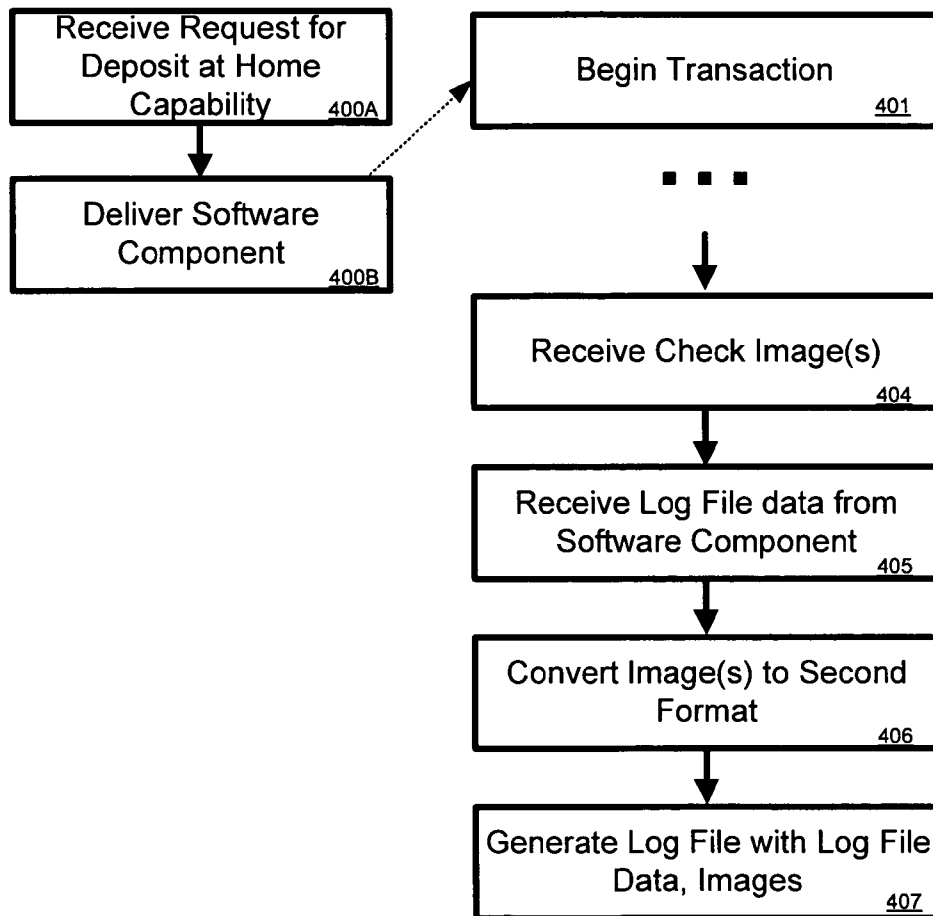 Receive Request for
Deposit at Home
Capability
400A
Deliver Software
Component
400B
Begin Transaction
401
Receive Check Image(s)
404
Receive Log File data from
Software Component
405
Convert Image(s) to Second
Format
406
Generate Log File with Log File
Data, Images
407